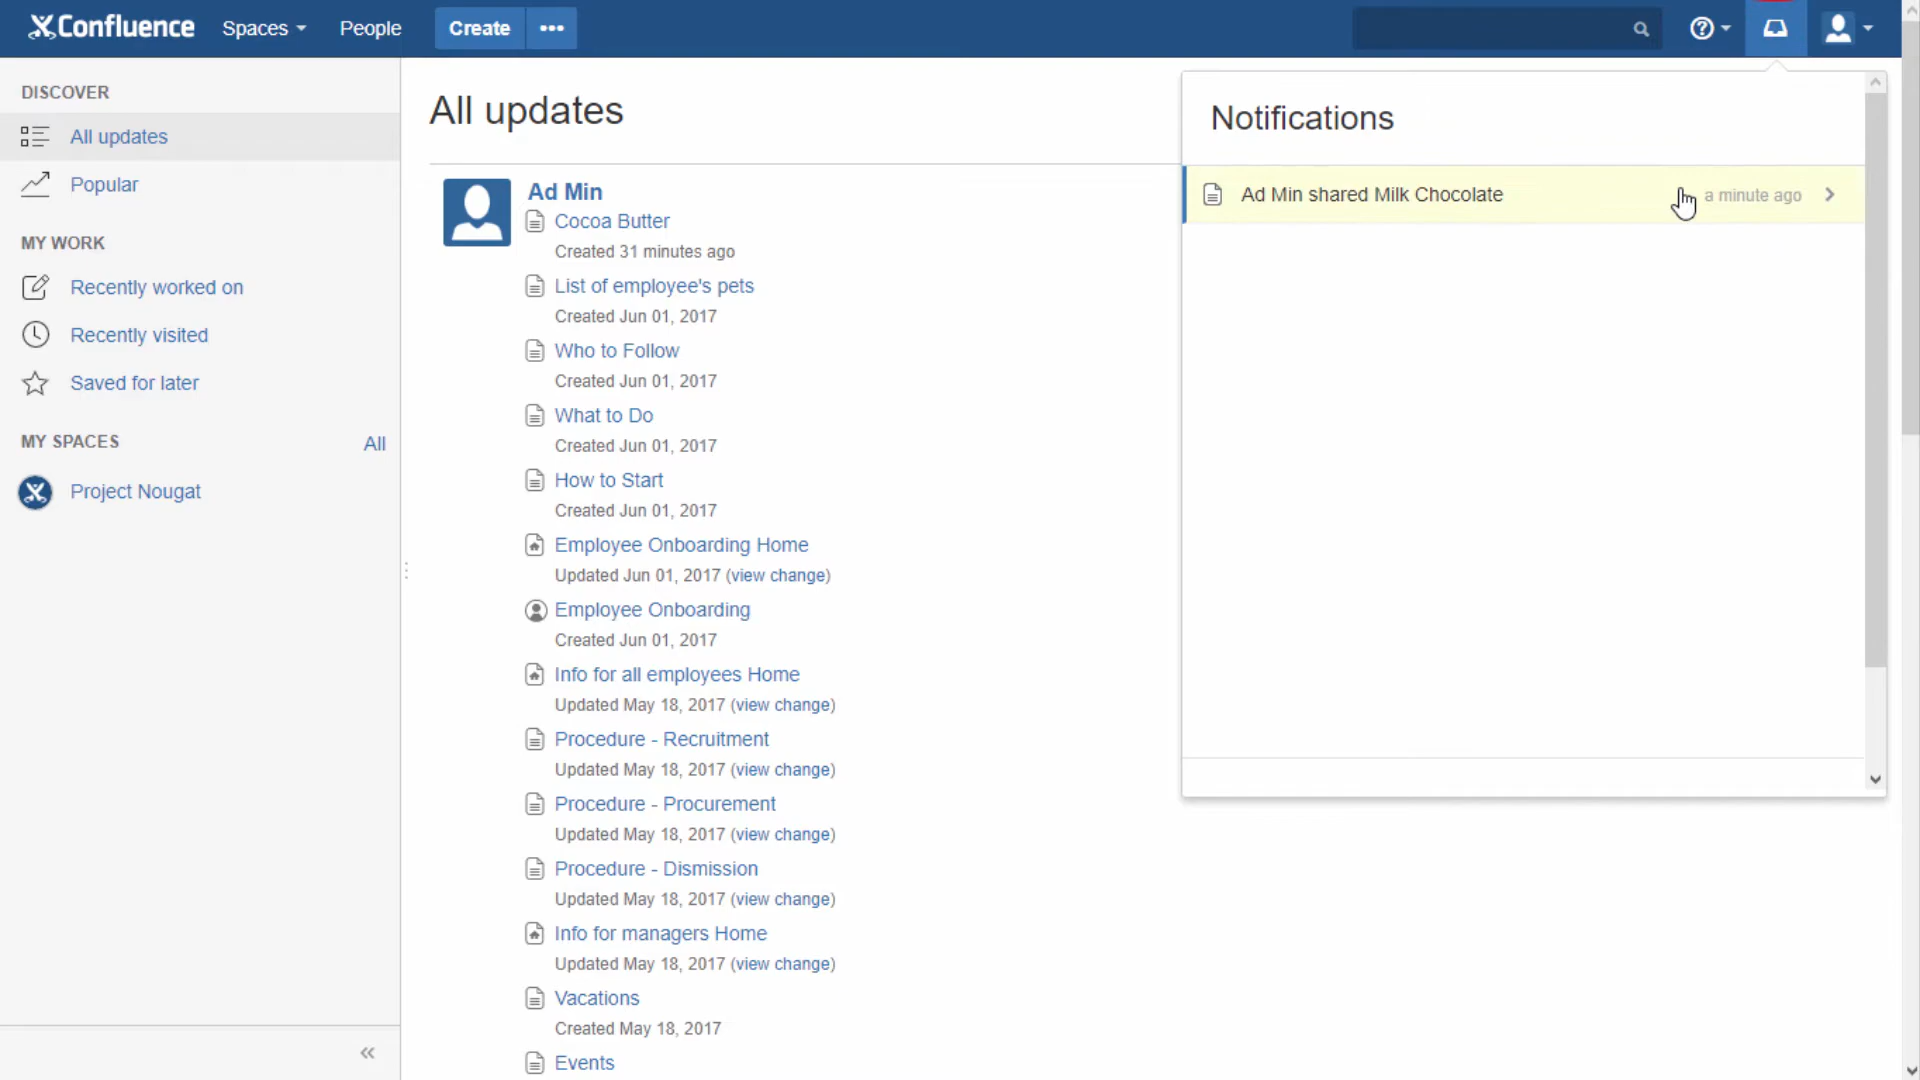 Confluence Spaces People Create •••
DISCOVER
All updates
Popular
MY WORK
Recently worked on
Recently visited
Saved for later
MY SPACES All
Project Nougat
All updates
Ad Min
Cocoa Butter
Created 31 minutes ago
List of employee's pets
Created Jun 01, 2017
Who to Follow
Created Jun 01, 2017
What to Do
Created Jun 01, 2017
How to Start
Created Jun 01, 2017
Employee Onboarding Home
Updated Jun 01, 2017 (view change)
Employee Onboarding
Created Jun 01, 2017
Info for all employees Home
Updated May 18, 2017 (view change)
Procedure - Recruitment
Updated May 18, 2017 (view change)
Procedure - Procurement
Updated May 18, 2017 (view change)
Procedure - Dismission
Updated May 18, 2017 (view change)
Info for managers Home
Updated May 18, 2017 (view change)
Vacations
Created May 18, 2017
Events
Notifications
Ad Min shared Milk Chocolate a minute ago